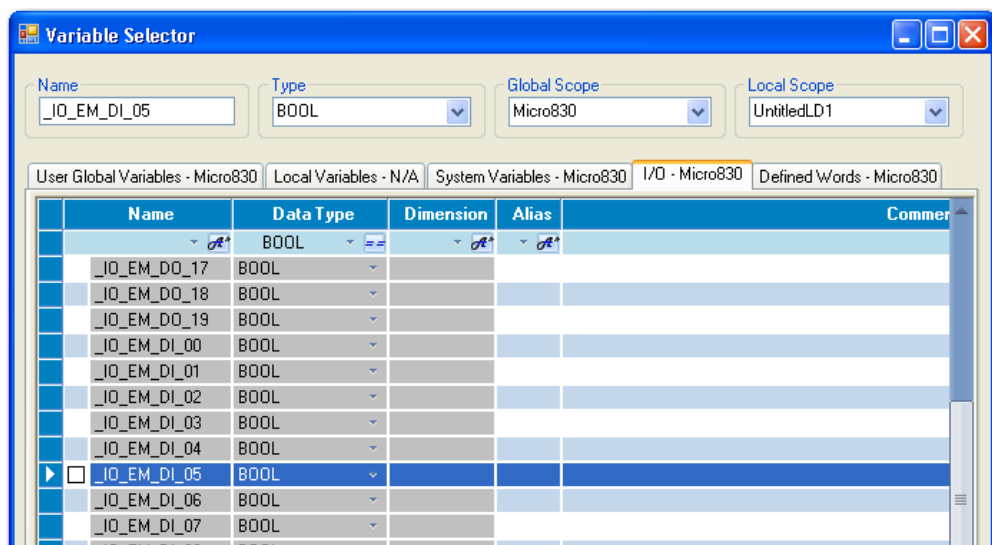 Variable Selector
Name Type Global Scope Local Scope
_IO_EM_DI_05 BOOL Micro830 UntitledLD1
User Global Variables - Micro830 Local Variables - N/A System Variables - Micro830 I/O - Micro830 Defined Words - Micro830
Name Data Type Dimension Alias Commer
BOOL ==
_IO_EM_DO_17 BOOL
_IO_EM_DO_18 BOOL
_IO_EM_DO_19 BOOL
_IO_EM_DI_00 BOOL
_IO_EM_DI_01 BOOL
_IO_EM_DI_02 BOOL
_IO_EM_DI_03 BOOL
_IO_EM_DI_04 BOOL
_IO_EM_DI_05 BOOL
_IO_EM_DI_06 BOOL
_IO_EM_DI_07 BOOL